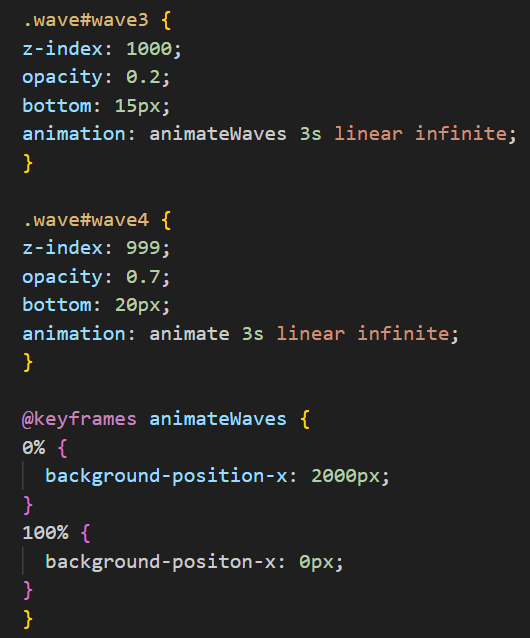 .wave#wave3 {
z-index: 1000;
opacity: 0.2;
bottom: 15px;
animation: animateWaves 3s linear infinite;
}
.wave#wave4 {
z-index: 999;
opacity: 0.7;
bottom: 20px;
animation: animate 3s linear infinite;
}
@keyframes animateWaves {
0% {
background-position-x: 2000px;
}
100% {
background-positon-x: 0px;
}
}